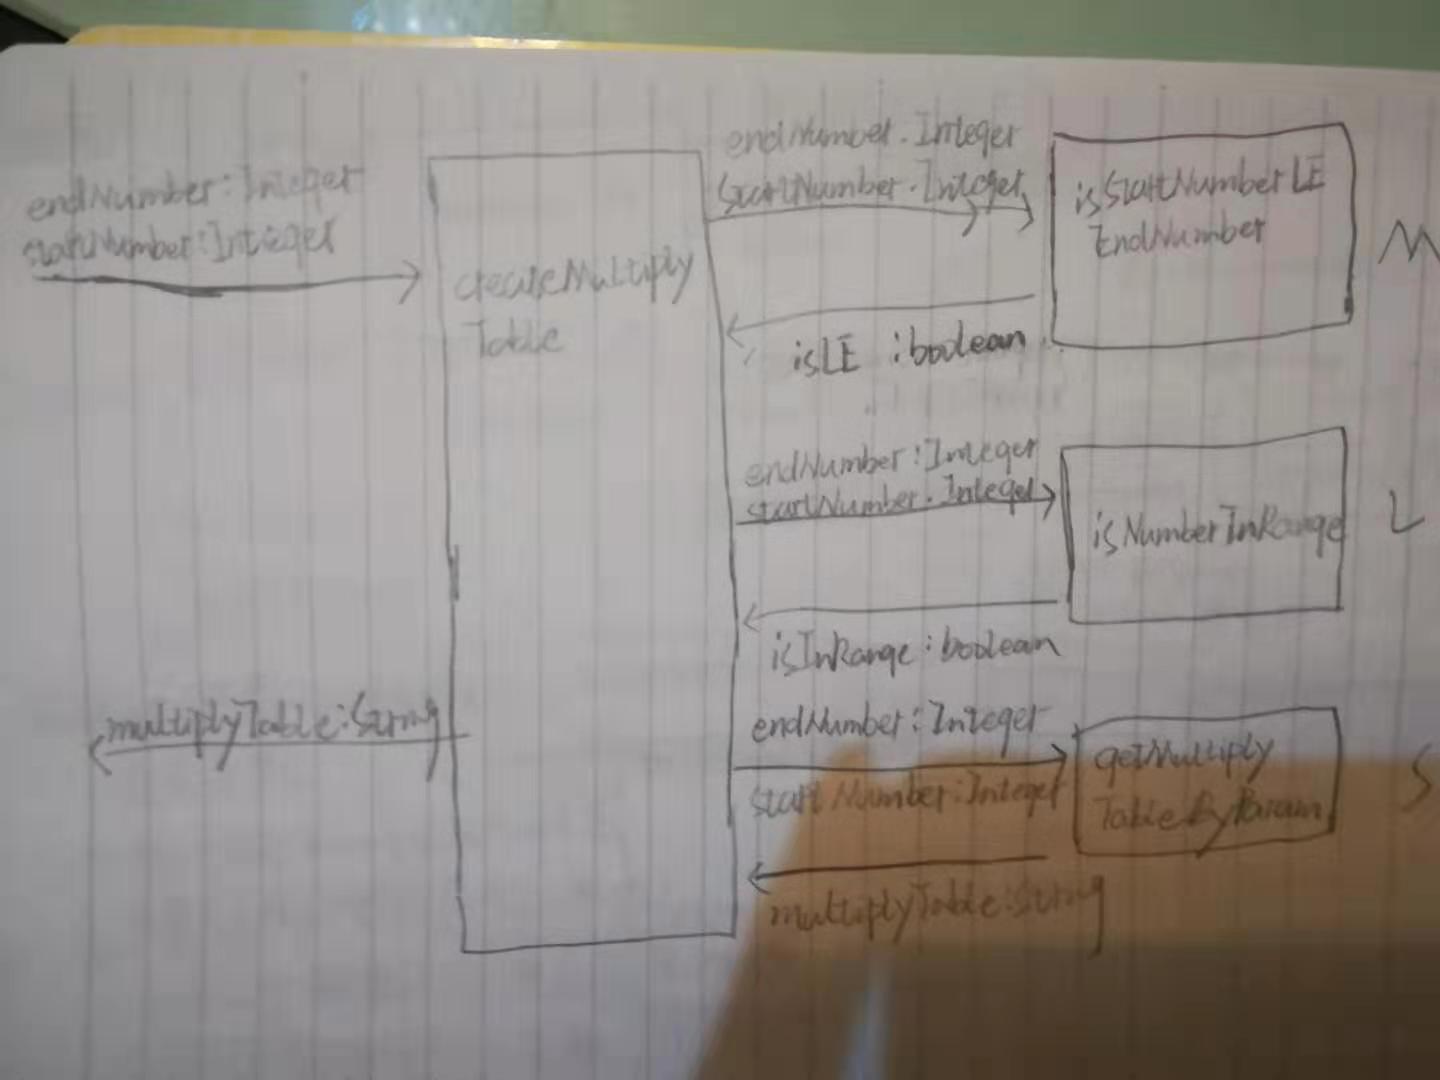 endNumber:Integer
startNumber:Integer
createMultiply
Table
multiplyTable:String
endNumber.Integer
startNumber.Integer
isStartNumberLE
EndNumber
M
isLE :boolean
endNumber:Integer
startNumber.Integer
isNumberInRange
L
isInRange:boolean
endNumber:Integer
startNumber:Integer
getMultiply
TableByParam
S
multiplyTable:String